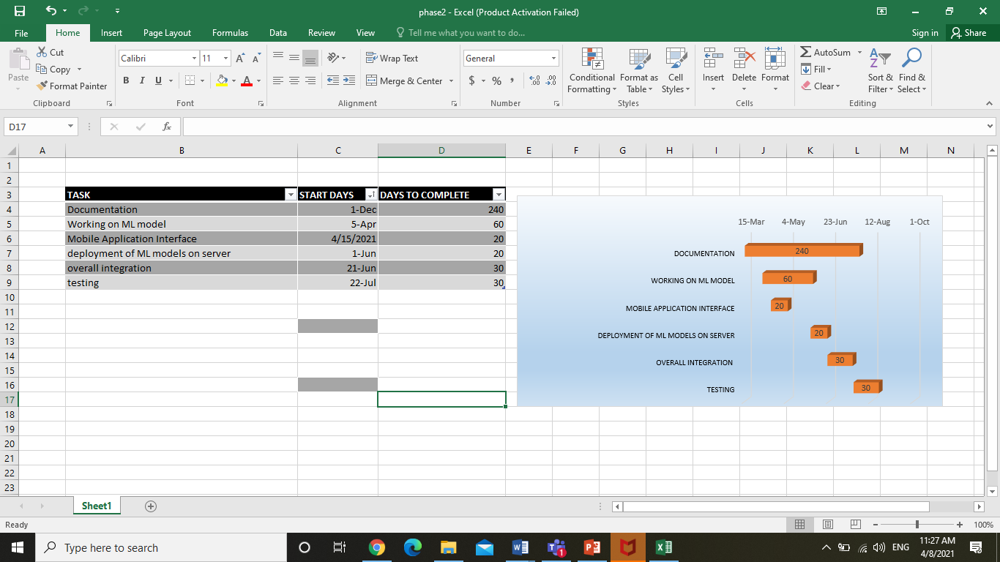 phase2 - Excel (Product Activation Failed)
File Home Insert Page Layout Formulas Data Review View Tell me what you want to do... Sign in Share
Paste
Cut
Copy
Format Painter
Clipboard
Calibri 11
B I U A
Font
Wrap Text
Merge & Center
Alignment
General
$ % ,
Number
Conditional Formatting
Format as Table
Cell Styles
Styles
Insert Delete Format
Cells
AutoSum
Fill
Clear
Sort & Filter
Find & Select
Editing
D17 fx
A B C D E F G H I J K L M N
1
2
3 TASK START DAYS DAYS TO COMPLETE
4 Documentation 1-Dec 240
5 Working on ML model 5-Apr 60
6 Mobile Application Interface 4/15/2021 20
7 deployment of ML models on server 1-Jun 20
8 overall integration 21-Jun 30
9 testing 22-Jul 30
10
11
12
13
14
15
16
17
18
19
20
21
22
23
15-Mar 4-May 23-Jun 12-Aug 1-Oct
DOCUMENTATION 240
WORKING ON ML MODEL 60
MOBILE APPLICATION INTERFACE 20
DEPLOYMENT OF ML MODELS ON SERVER 20
OVERALL INTEGRATION 30
TESTING 30
Sheet1
Ready 100%
Type here to search
1
ENG
11:27 AM
4/8/2021